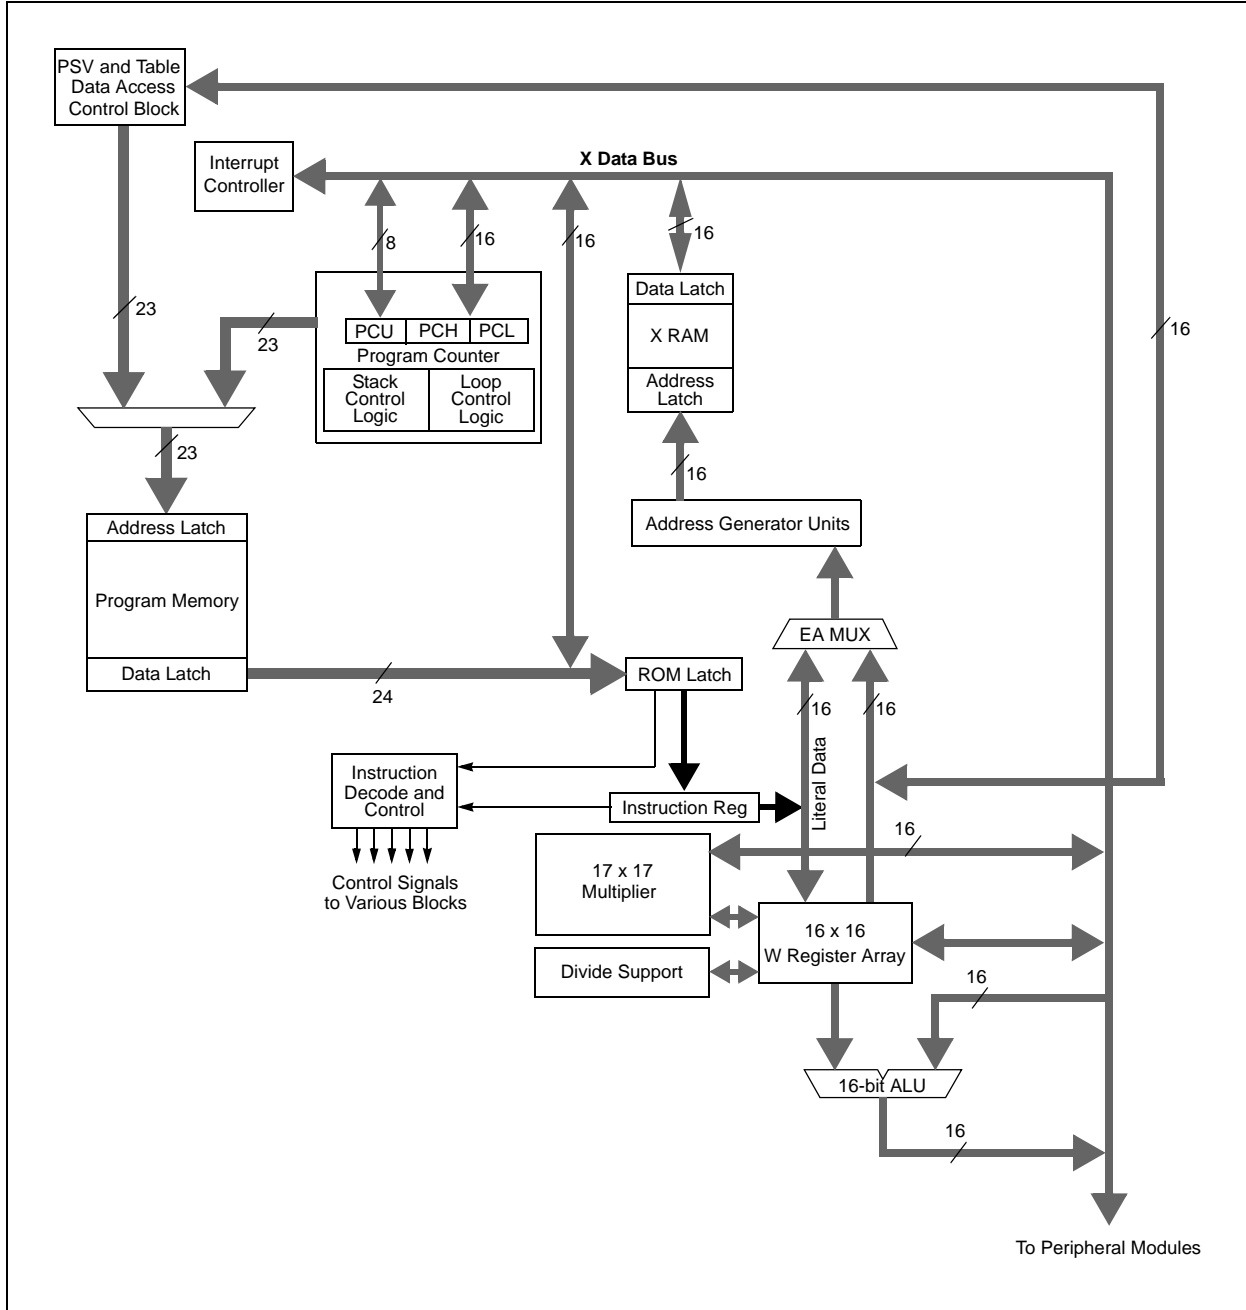 PSV and Table
Data Access
Control Block
Interrupt
Controller
X Data Bus
8
16
16
16
23
23
16
Data Latch
X RAM
Address
Latch
PCU
PCH
PCL
Program Counter
Stack
Control
Logic
Loop
Control
Logic
23
16
Address Latch
Program Memory
Data Latch
24
Address Generator Units
EA MUX
ROM Latch
16
16
Literal Data
Instruction
Decode and
Control
Instruction Reg
Control Signals
to Various Blocks
16
17 x 17
Multiplier
16 x 16
W Register Array
Divide Support
16
16-bit ALU
16
To Peripheral Modules